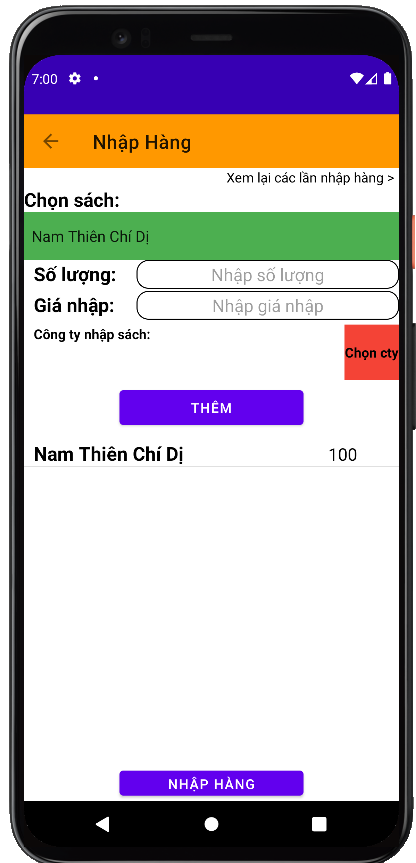 7:00
Nhập Hàng
Xem lại các lần nhập hàng >
Chọn sách:
Nam Thiên Chí Dị
Số lượng: Nhập số lượng
Giá nhập: Nhập giá nhập
Công ty nhập sách: Chọn cty
THÊM
Nam Thiên Chí Dị 100
NHẬP HÀNG